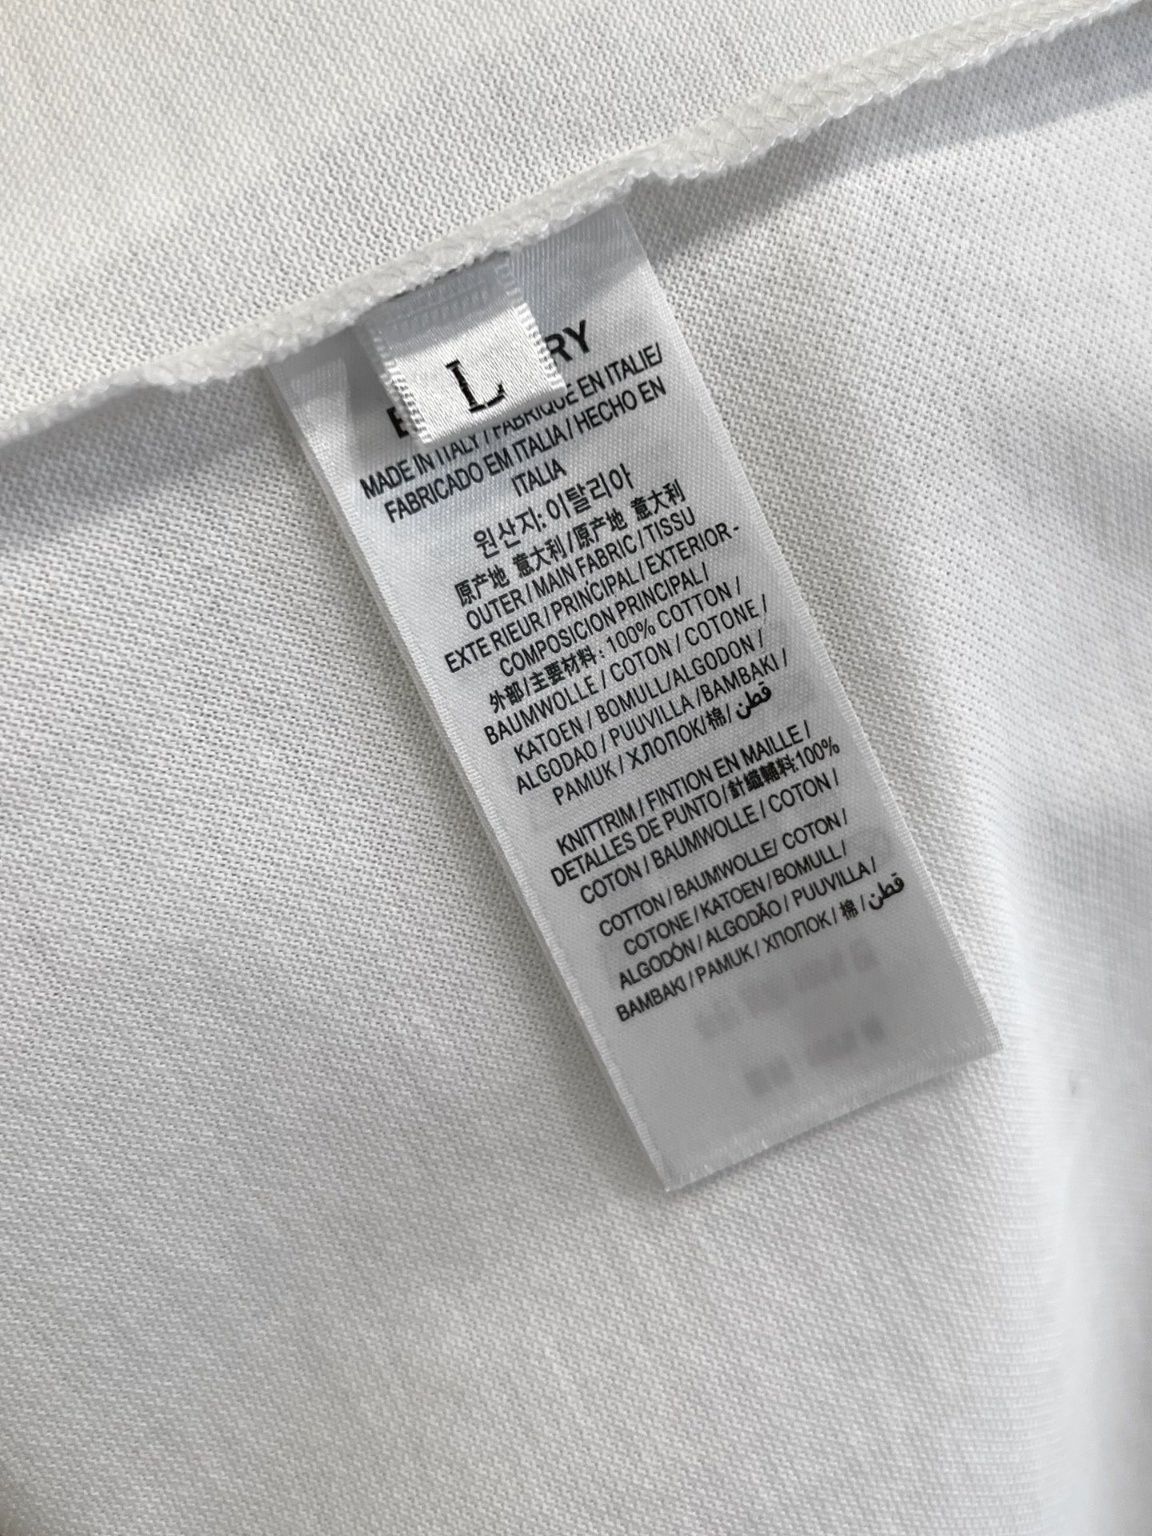 L
RY
MADE IN ITALY / FABRIQUE EN ITALIE/
FABRICADO EM ITALIA / HECHO EN
ITALIA
원산지: 이탈리아
原产地 意大利 / 原产地 意大利
OUTER / MAIN FABRIC / TISSU
EXTE RIEUR / PRINCIPAL / EXTERIOR -
COMPOSICION PRINCIPAL /
外部/主要材料 : 100% COTTON /
BAUMWOLLE / COTON / COTONE /
KATOEN / BOMULL/ALGODON /
ALGODAO / PUUVILLA /BAMBAKI /
PAMUK / ХЛОПОК/棉/ قطن
KNITTRIM / FINTION EN MAILLE /
DETALLES DE PUNTO/針織輔料:100%
COTON / BAUMWOLLE / COTON /
COTTON / BAUMWOLLE/ COTON /
COTONE / KATOEN / BOMULL /
ALGODÓN / ALGODÃO / PUUVILLA /
BAMBAKI / PAMUK / ХЛОПОК / 棉 / قطن